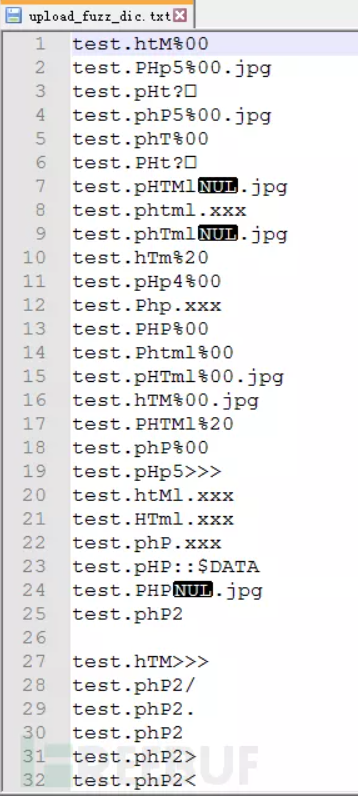 upload_fuzz_dic.txt
1 test.htM%00
2 test.PHp5%00.jpg
3 test.pHt?□
4 test.phP5%00.jpg
5 test.phT%00
6 test.PHt?□
7 test.pHTMlNUL.jpg
8 test.phtml.xxx
9 test.phTmlNUL.jpg
10 test.hTm%20
11 test.pHp4%00
12 test.Php.xxx
13 test.PHP%00
14 test.Phtml%00
15 test.pHTml%00.jpg
16 test.hTM%00.jpg
17 test.PHTMl%20
18 test.phP%00
19 test.pHp5>>>
20 test.htMl.xxx
21 test.HTml.xxx
22 test.phP.xxx
23 test.pHP::$DATA
24 test.PHPNUL.jpg
25 test.phP2
26
27 test.hTM>>>
28 test.phP2/
29 test.phP2.
30 test.phP2
31 test.phP2>
32 test.phP2<
REEBUF